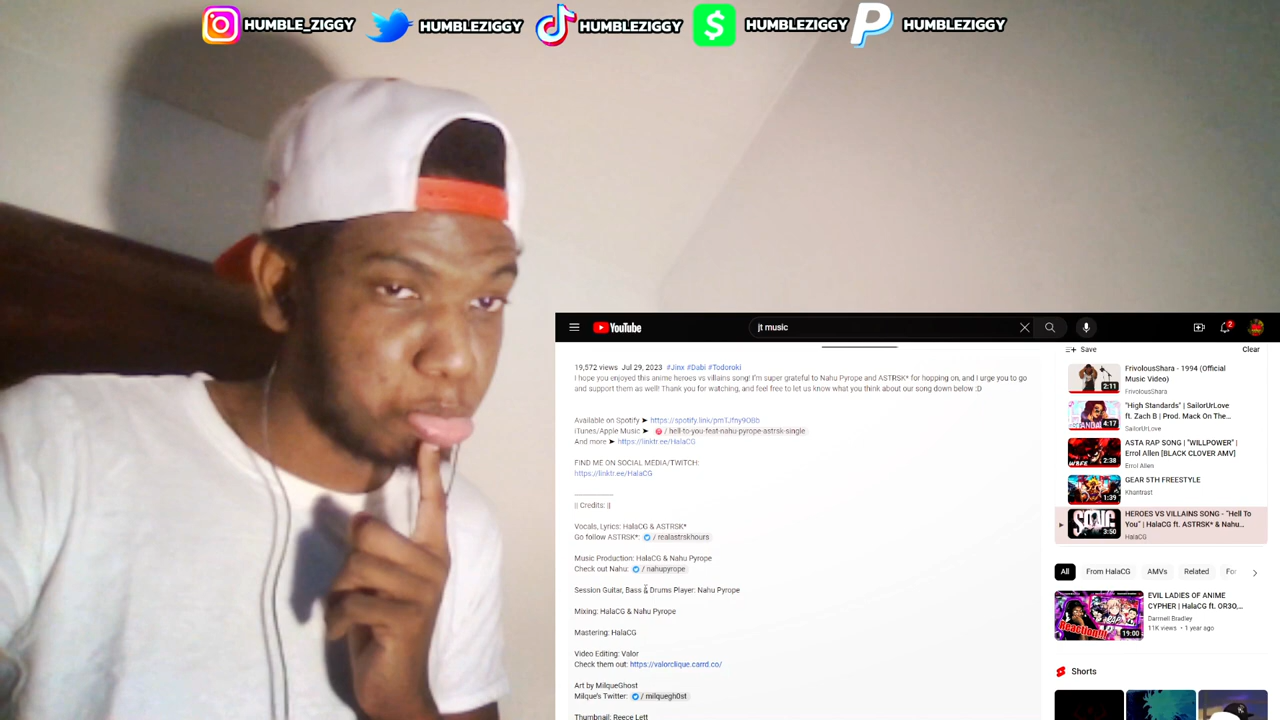 HUMBLE_ZIGGY
HUMBLEZIGGY
HUMBLEZIGGY
HUMBLEZIGGY
HUMBLEZIGGY
YouTube
jt music
2
19,572 views Jul 29, 2023 #Jinx #Dabi #Todoroki
I hope you enjoyed this anime heroes vs villains song! I'm super grateful to Nahu Pyrope and ASTRSK* for hopping on, and I urge you to go
and support them as well! Thank you for watching, and feel free to let us know what you think about our song down below :D
Available on Spotify ➤
iTunes/Apple Music ➤ / hell-to-you-feat-nahu-pyrope-astrsk-single
And more ➤ https://linktr.ee/HalaCG
FIND ME ON SOCIAL MEDIA/TWITCH:
https://linktr.ee/HalaCG
|| Credits: ||
Vocals, Lyrics: HalaCG & ASTRSK*
Go follow ASTRSK*: / realastrskhours
Music Production: HalaCG & Nahu Pyrope
Check out Nahu: / nahupyrope
Session Guitar, Bass & Drums Player: Nahu Pyrope
Mixing: HalaCG & Nahu Pyrope
Mastering: HalaCG
Video Editing: Valor
Check them out: https://valorclique.carrd.co/
Art by MilqueGhost
Milque's Twitter: / milquegh0st
Thumbnail: Reece Lett
Save
Clear
2:11
FrivolousShara - 1994 (Official
Music Video)
FrivolousShara
4:17
"High Standards" | SailorUrLove
ft. Zach B | Prod. Mack On The...
SailorUrLove
2:38
ASTA RAP SONG | "WILLPOWER" |
Errol Allen [BLACK CLOVER AMV]
Errol Allen
1:39
GEAR 5TH FREESTYLE
Khantrast
SONG
3:50
HEROES VS VILLAINS SONG - "Hell To
You" | HalaCG ft. ASTRSK* & Nahu...
HalaCG
All
From HalaCG
AMVs
Related
For
Reaction!!!
19:00
EVIL LADIES OF ANIME
CYPHER | HalaCG ft. OR3O,...
Darrnell Bradley
11K views • 1 year ago
Shorts